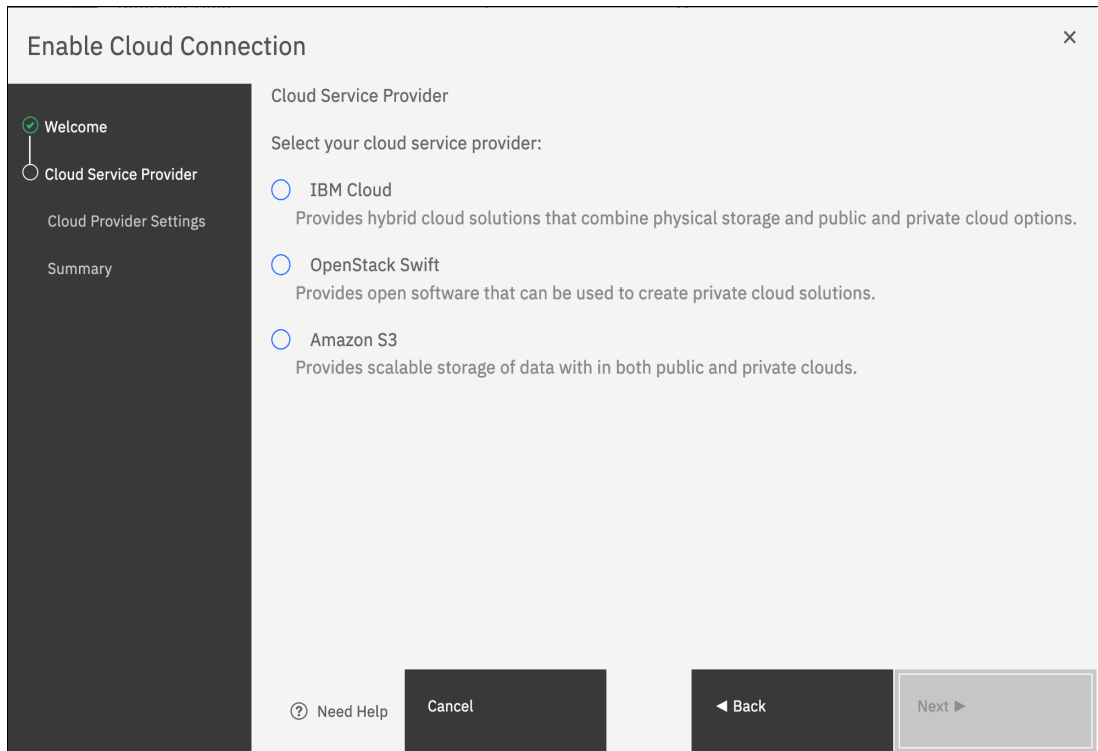 Enable Cloud Connection
×
Welcome
Cloud Service Provider
Cloud Provider Settings
Summary
Cloud Service Provider
Select your cloud service provider:
IBM Cloud
Provides hybrid cloud solutions that combine physical storage and public and private cloud options.
OpenStack Swift
Provides open software that can be used to create private cloud solutions.
Amazon S3
Provides scalable storage of data with in both public and private clouds.
? Need Help
Cancel
◀ Back
Next ▶